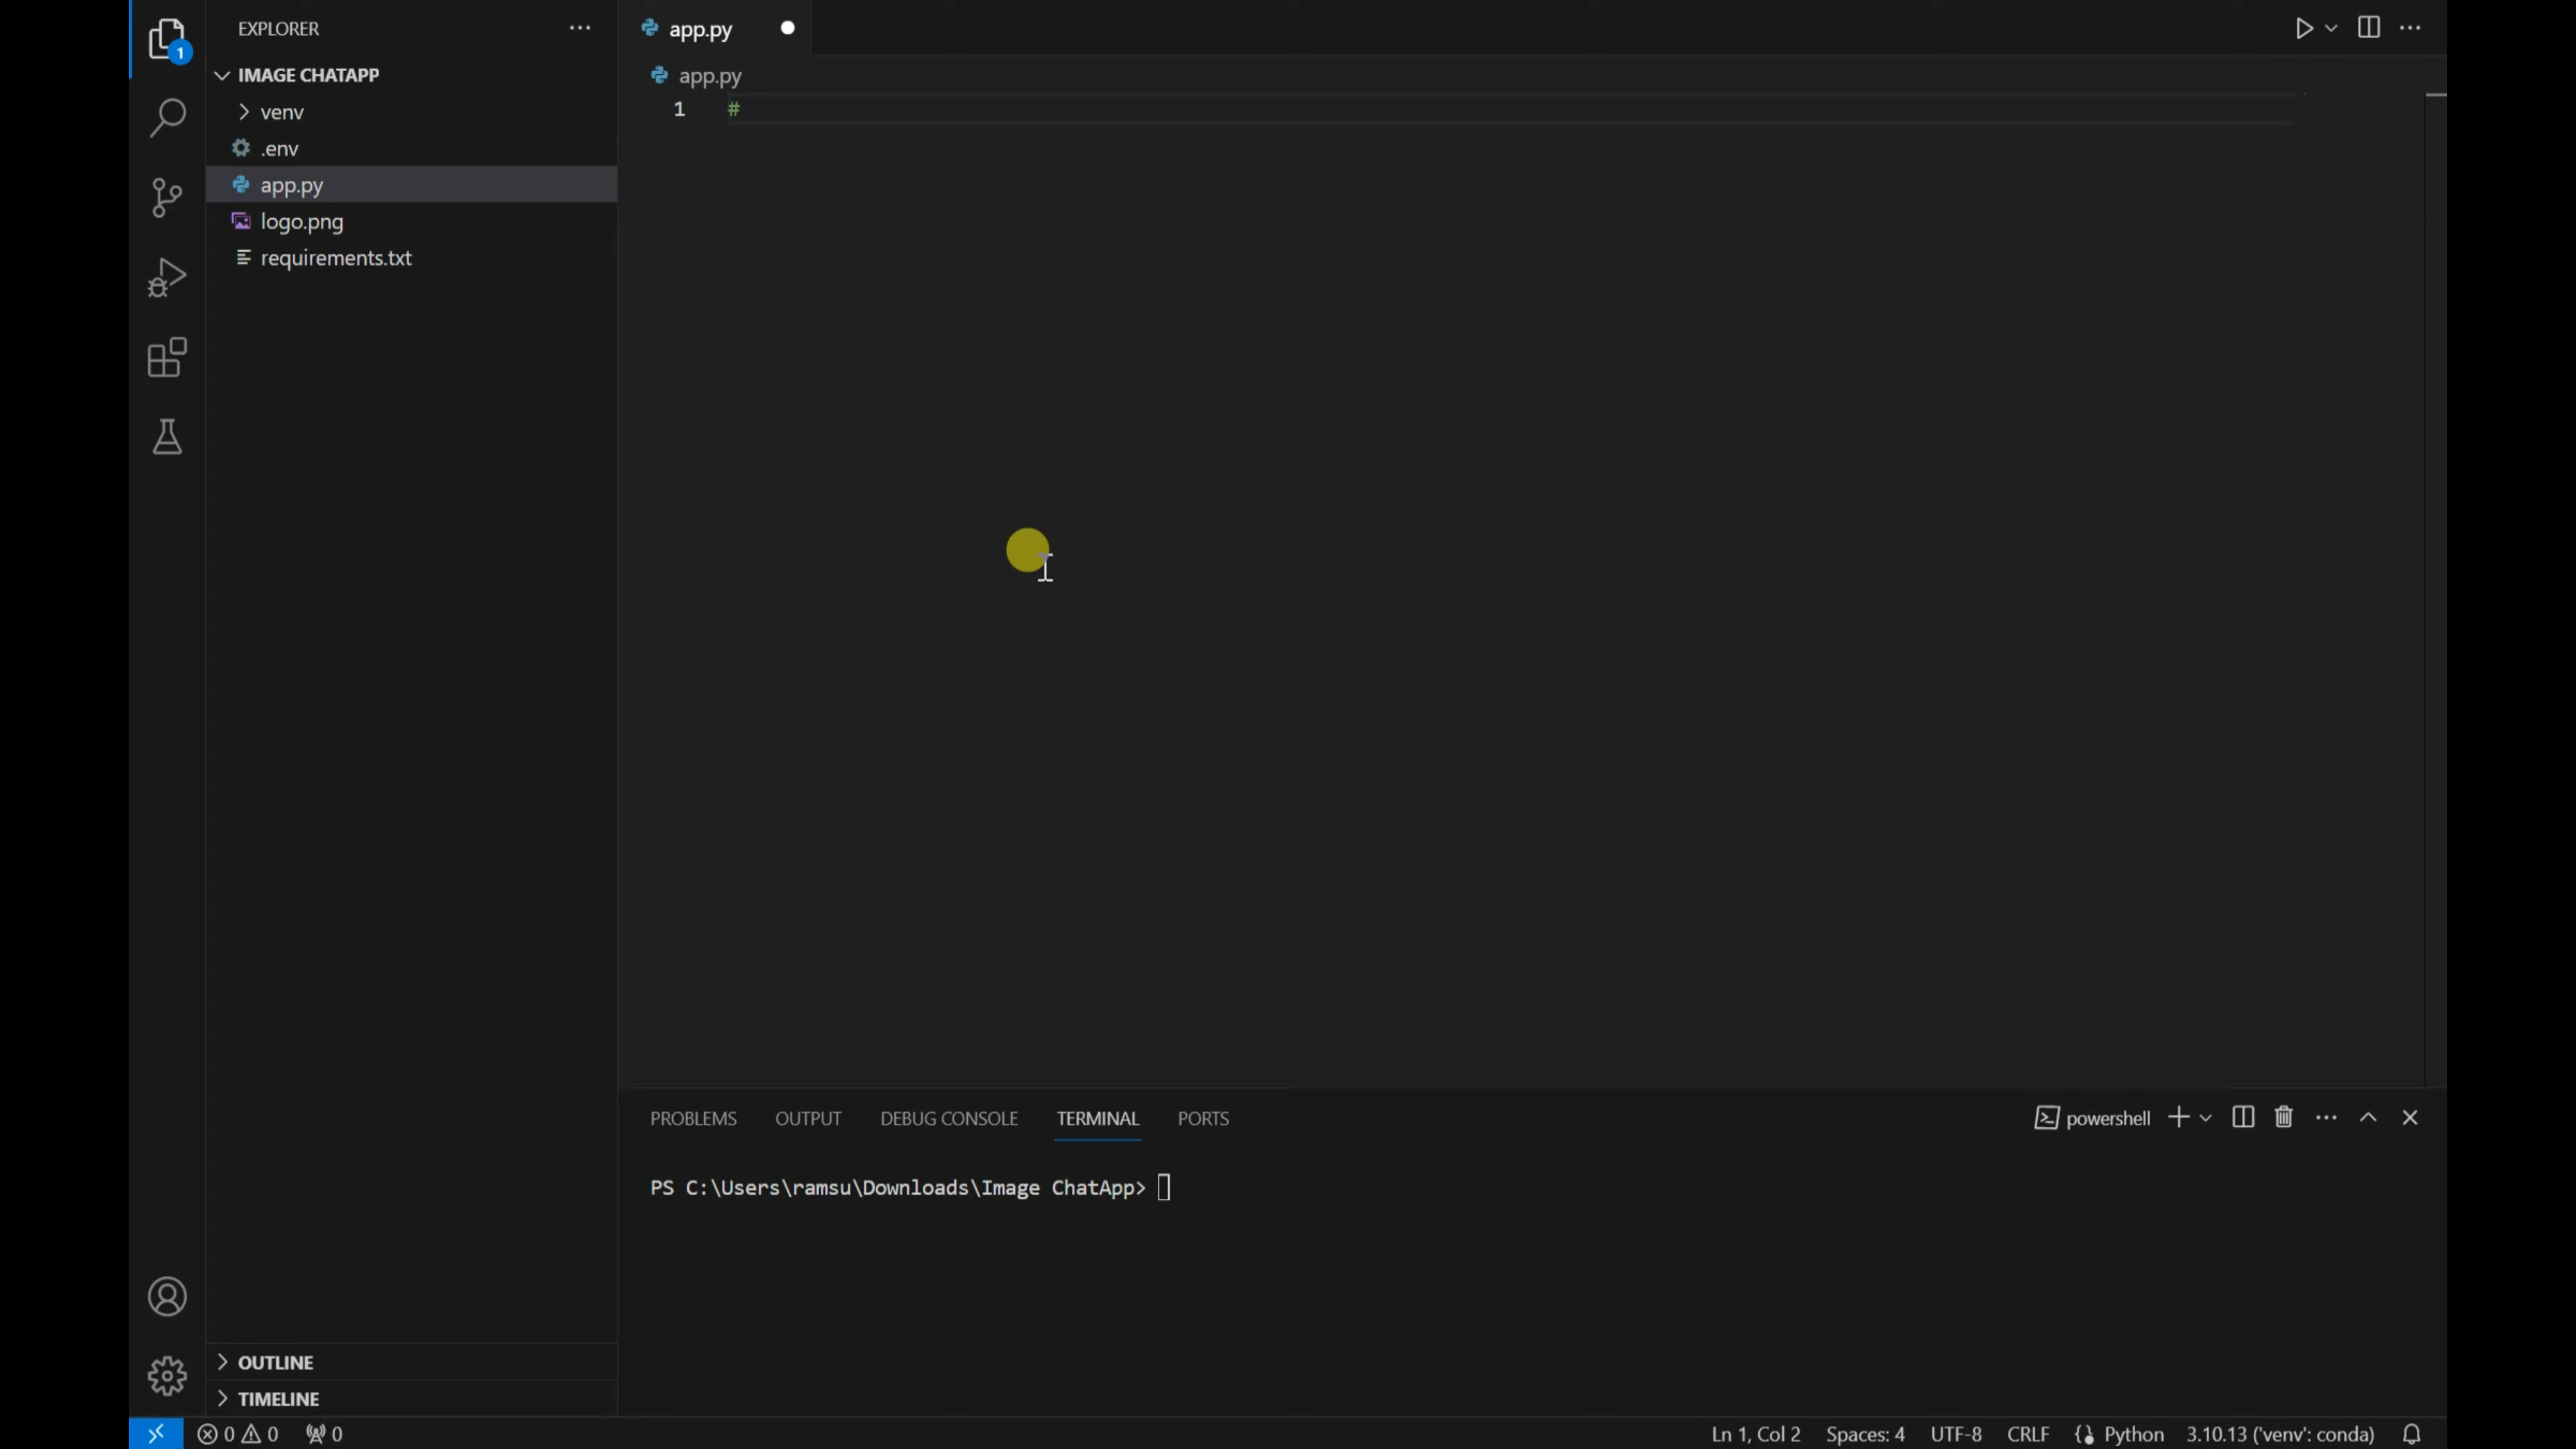 EXPLORER
1
IMAGE CHATAPP
venv
.env
app.py
logo.png
requirements.txt
OUTLINE
TIMELINE
app.py
app.py
1 #
PROBLEMS OUTPUT DEBUG CONSOLE TERMINAL PORTS
powershell
PS C:\Users\ramsu\Downloads\Image ChatApp>
0 0 0
Ln 1, Col 2 Spaces: 4 UTF-8 CRLF Python 3.10.13 ('venv': conda)